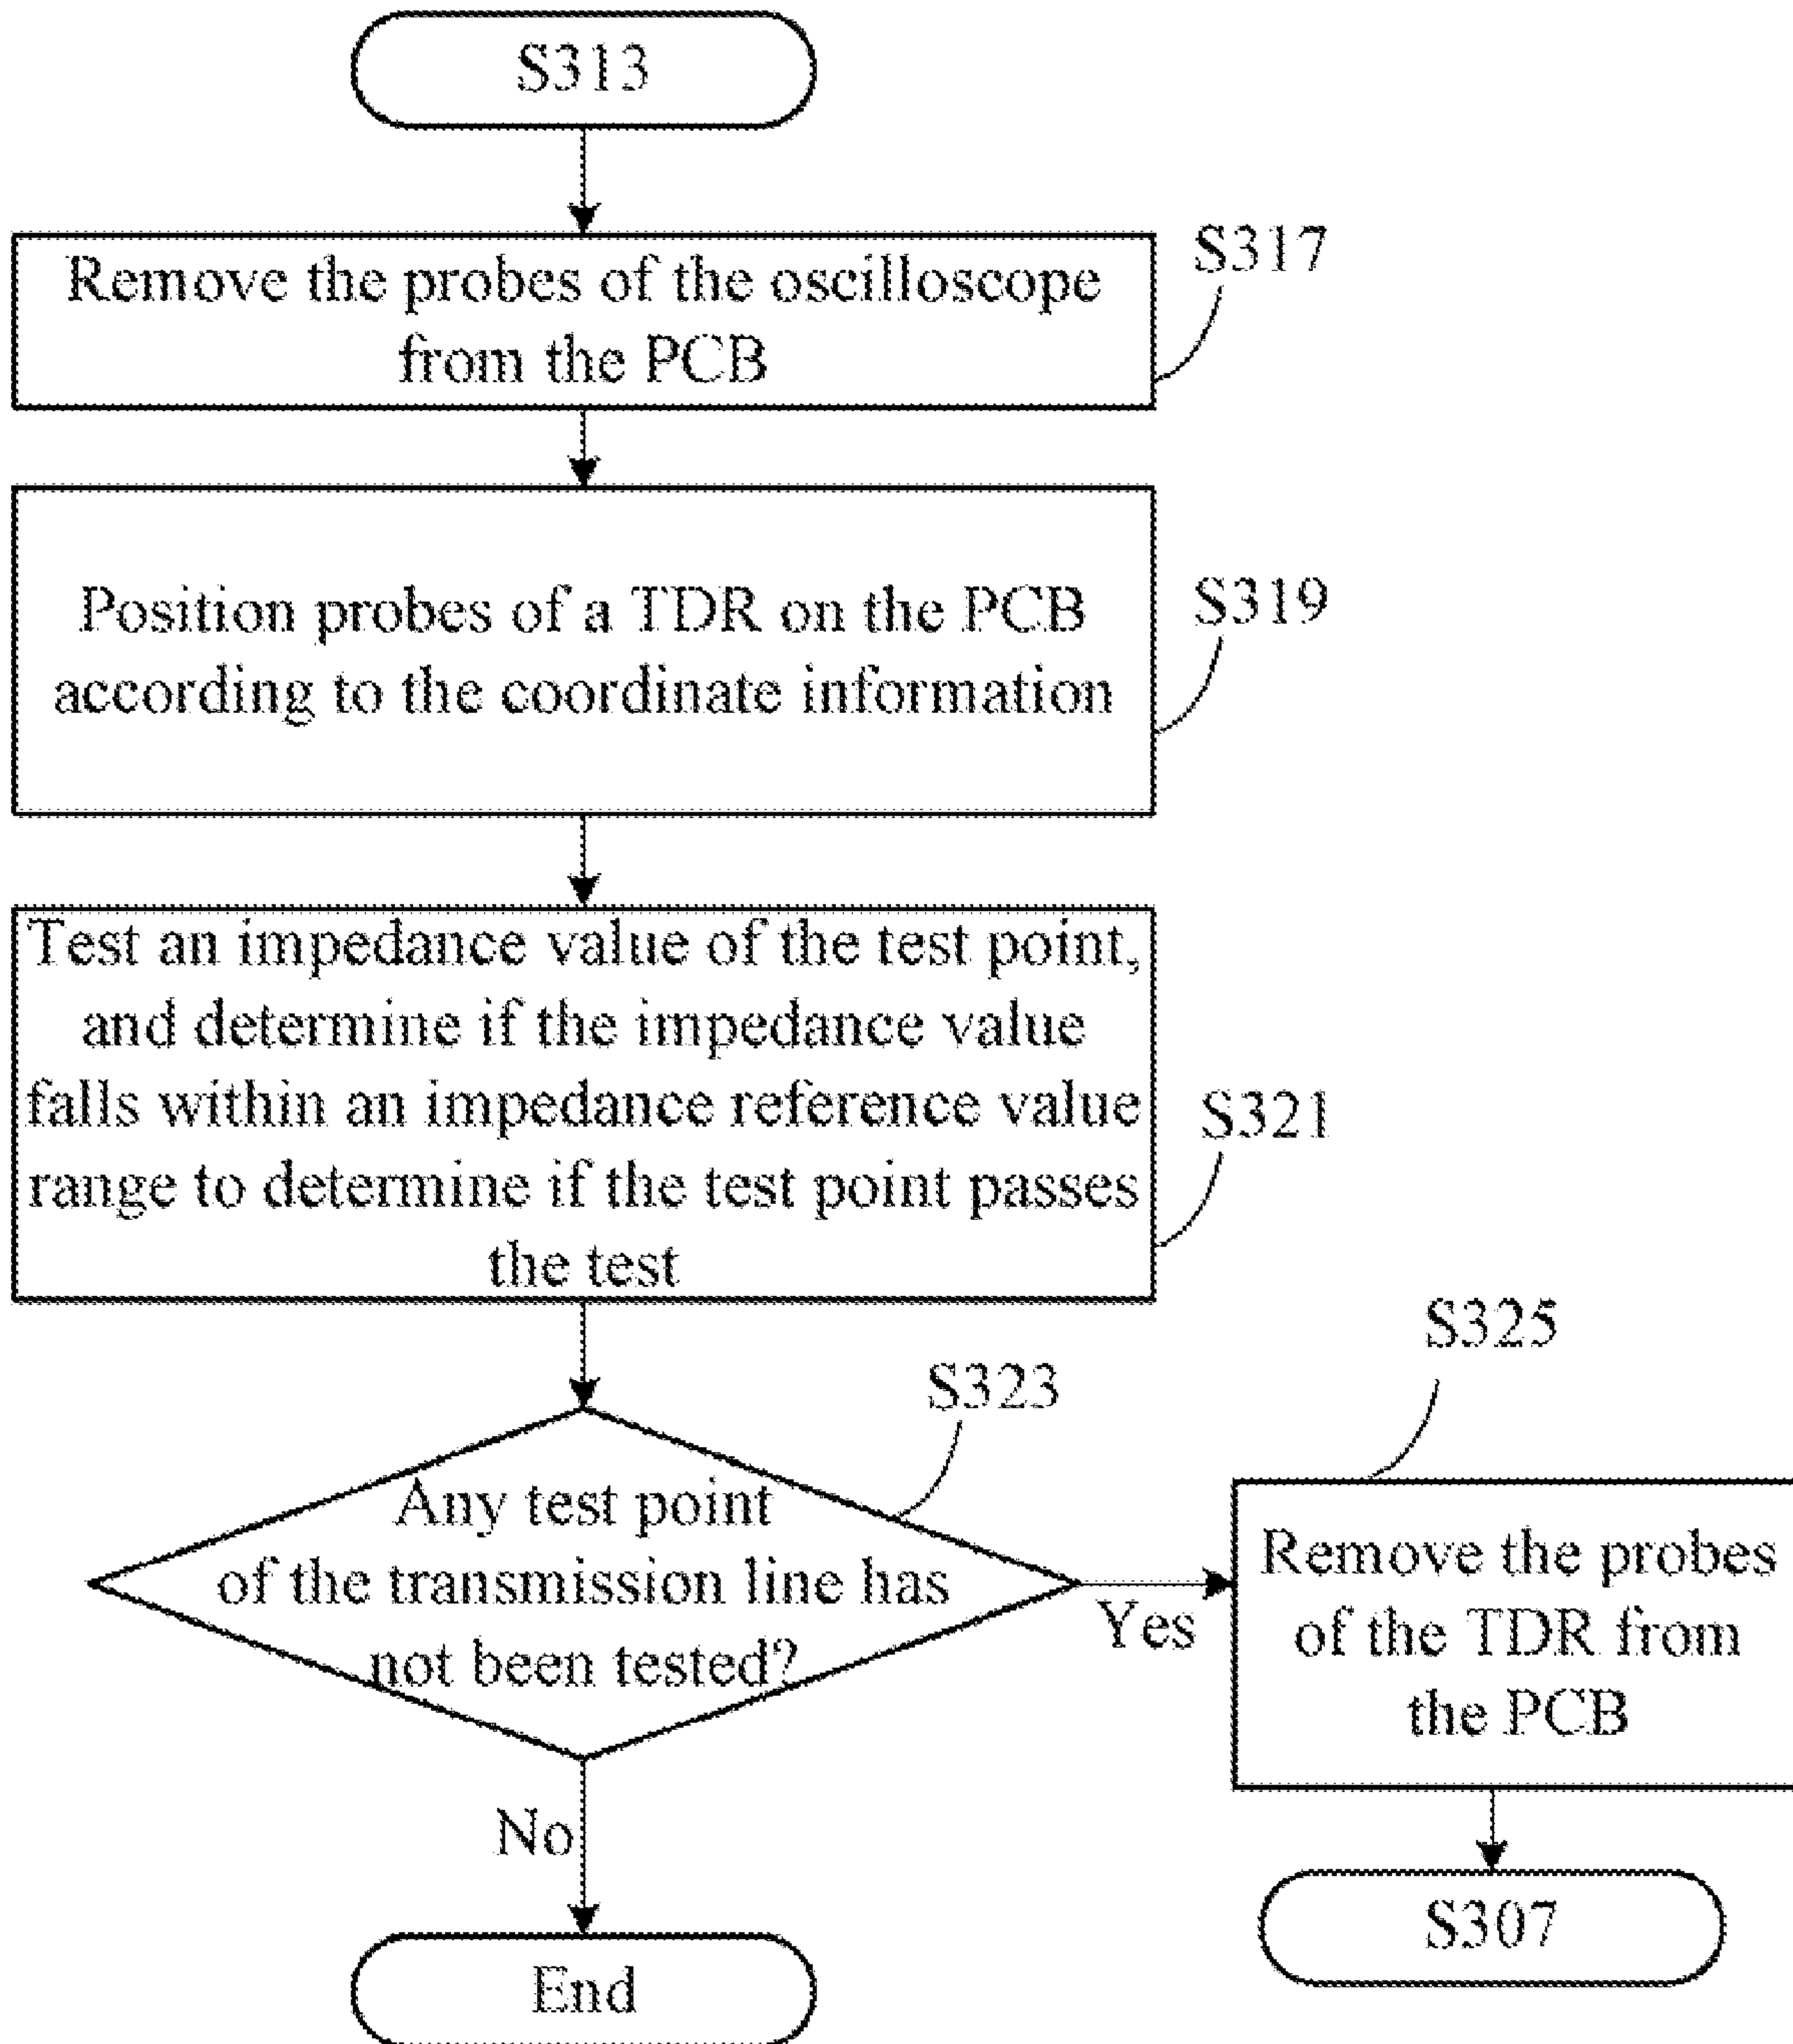 S313
Remove the probes of the oscilloscope
from the PCB
S317
Position probes of a TDR on the PCB
according to the coordinate information
S319
Test an impedance value of the test point,
and determine if the impedance value
falls within an impedance reference value
range to determine if the test point passes
the test
S321
S323
Any test point
of the transmission line has
not been tested?
Yes
S325
Remove the probes
of the TDR from
the PCB
No
S307
End